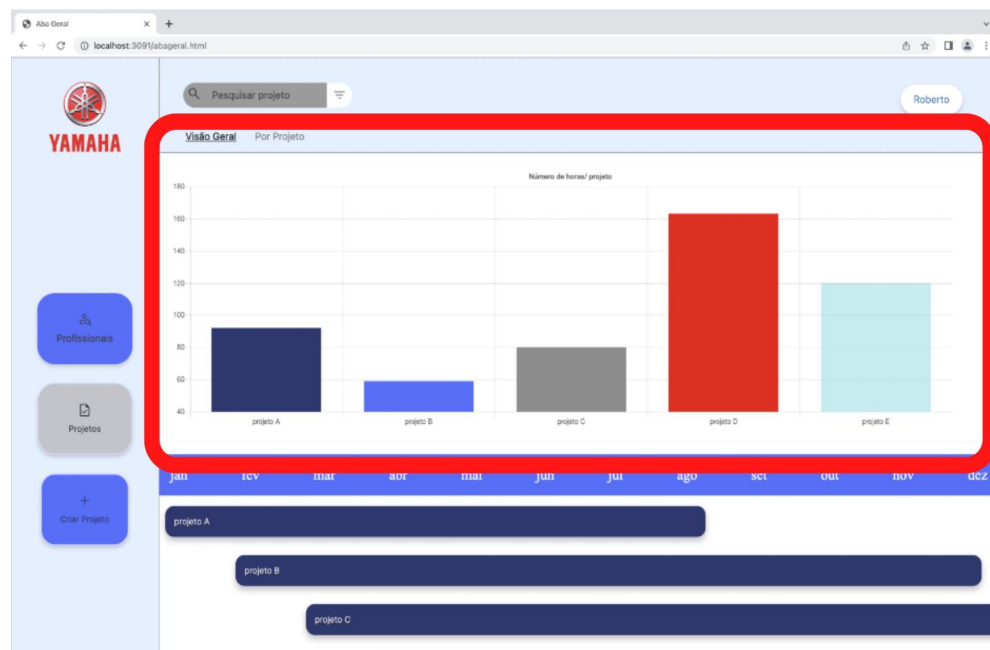 Aba Geral
localhost:3091/abageral.html
YAMAHA
Pesquisar projeto
Roberto
Visão Geral Por Projeto
Número de horas/ projeto
180
160
140
120
100
80
60
40
projeto A projeto B projeto C projeto D projeto E
Profissionais
Projetos
Criar Projeto
jan fev mar abr mai jun jul ago set out nov dez
projeto A
projeto B
projeto C